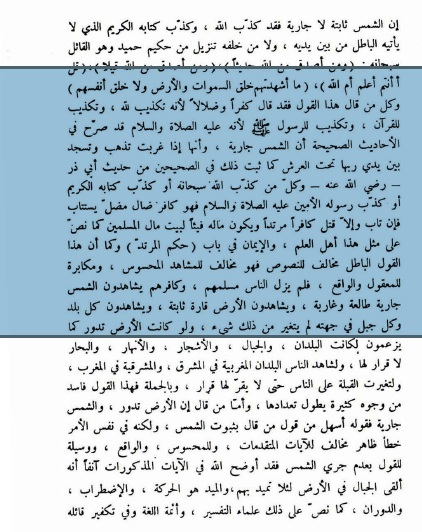 إن الشمس ثابتة لا جارية فقد كذب الله ، وكذب كتابه الكريم الذي لا
يأتيه الباطل من بين يديه ، ولا من خلفه تنزيل من حكيم حميد وهو القائل
سبحانه: (ومن أصدق من الله حديثاً)، (ومن أصدق من الله قيلا)، (قل
أأنتم أعلم أم الله)، (ما أشهدتهم خلق السموات والأرض ولا خلق أنفسهم)
وكل من قال هذا القول فقد قال كفراً وضلالاً لأنه تكذيب لله ، وتكذيب
للقرآن ، وتكذيب للرسول ﷺ لأنه عليه الصلاة والسلام قد صرّح في
الأحاديث الصحيحة أن الشمس جارية ، وأنها إذا غربت تذهب وتسجد
بين يدي ربها تحت العرش كما ثبت ذلك في الصحيحين من حديث أبي ذر
– رضي الله عنه – وكلّ من كذّب الله سبحانه أو كذّب كتابه الكريم
أو كذّب رسوله الأمين عليه الصلاة والسلام فهو كافر ضال مضلّ يستتاب
فإن تاب وإلاّ قتل كافراً مرتداً ويكون ماله فيئاً لبيت مال المسلمين كما نصّ
على مثل هذا أهل العلم ، والإيمان في باب (حكم المرتدّ) وكما أن هذا
القول الباطل مخالف للنصوص فهو مخالف للمشاهد المحسوس ، ومكابرة
للمعقول والواقع ، فلم يزل الناس مسلمهم ، وكافرهم يشاهدون الشمس
جارية طالعة وغاربة ، ويشاهدون الأرض قارة ثابتة ، ويشاهدون كل بلد
وكل جبل في جهته لم يتغير من ذلك شيء ، ولو كانت الأرض تدور كما
يزعمون لكانت البلدان ، والجبال ، والأشجار ، والأنهار ، والبحار
لا قرار لها ، ولشاهد الناس البلدان المغربية في المشرق ، والمشرقية في المغرب ،
ولتغيرت القبلة على الناس حتى لا يقرّ لها قرار ، وبالجملة فهذا القول فاسد
من وجوه كثيرة يطول تعدادها ، وأمّا من قال إن الأرض تدور ، والشمس
جارية فقوله أسهل من قول من قال بثبوت الشمس ، ولكنه في نفس الأمر
خطأ ظاهر مخالف للآيات المتقدمات ، وللمحسوس ، والواقع ، ووسيلة
للقول بعدم جري الشمس فقد أوضح الله في الآيات المذكورات آنفاً أنه
ألقى الجبال في الأرض لئلا تميد بهم، والميد هو الحركة ، والإضطراب ،
والدوران ، كما نصّ على ذلك علماء التفسير ، وأئمة اللغة وفي تكفير قائله